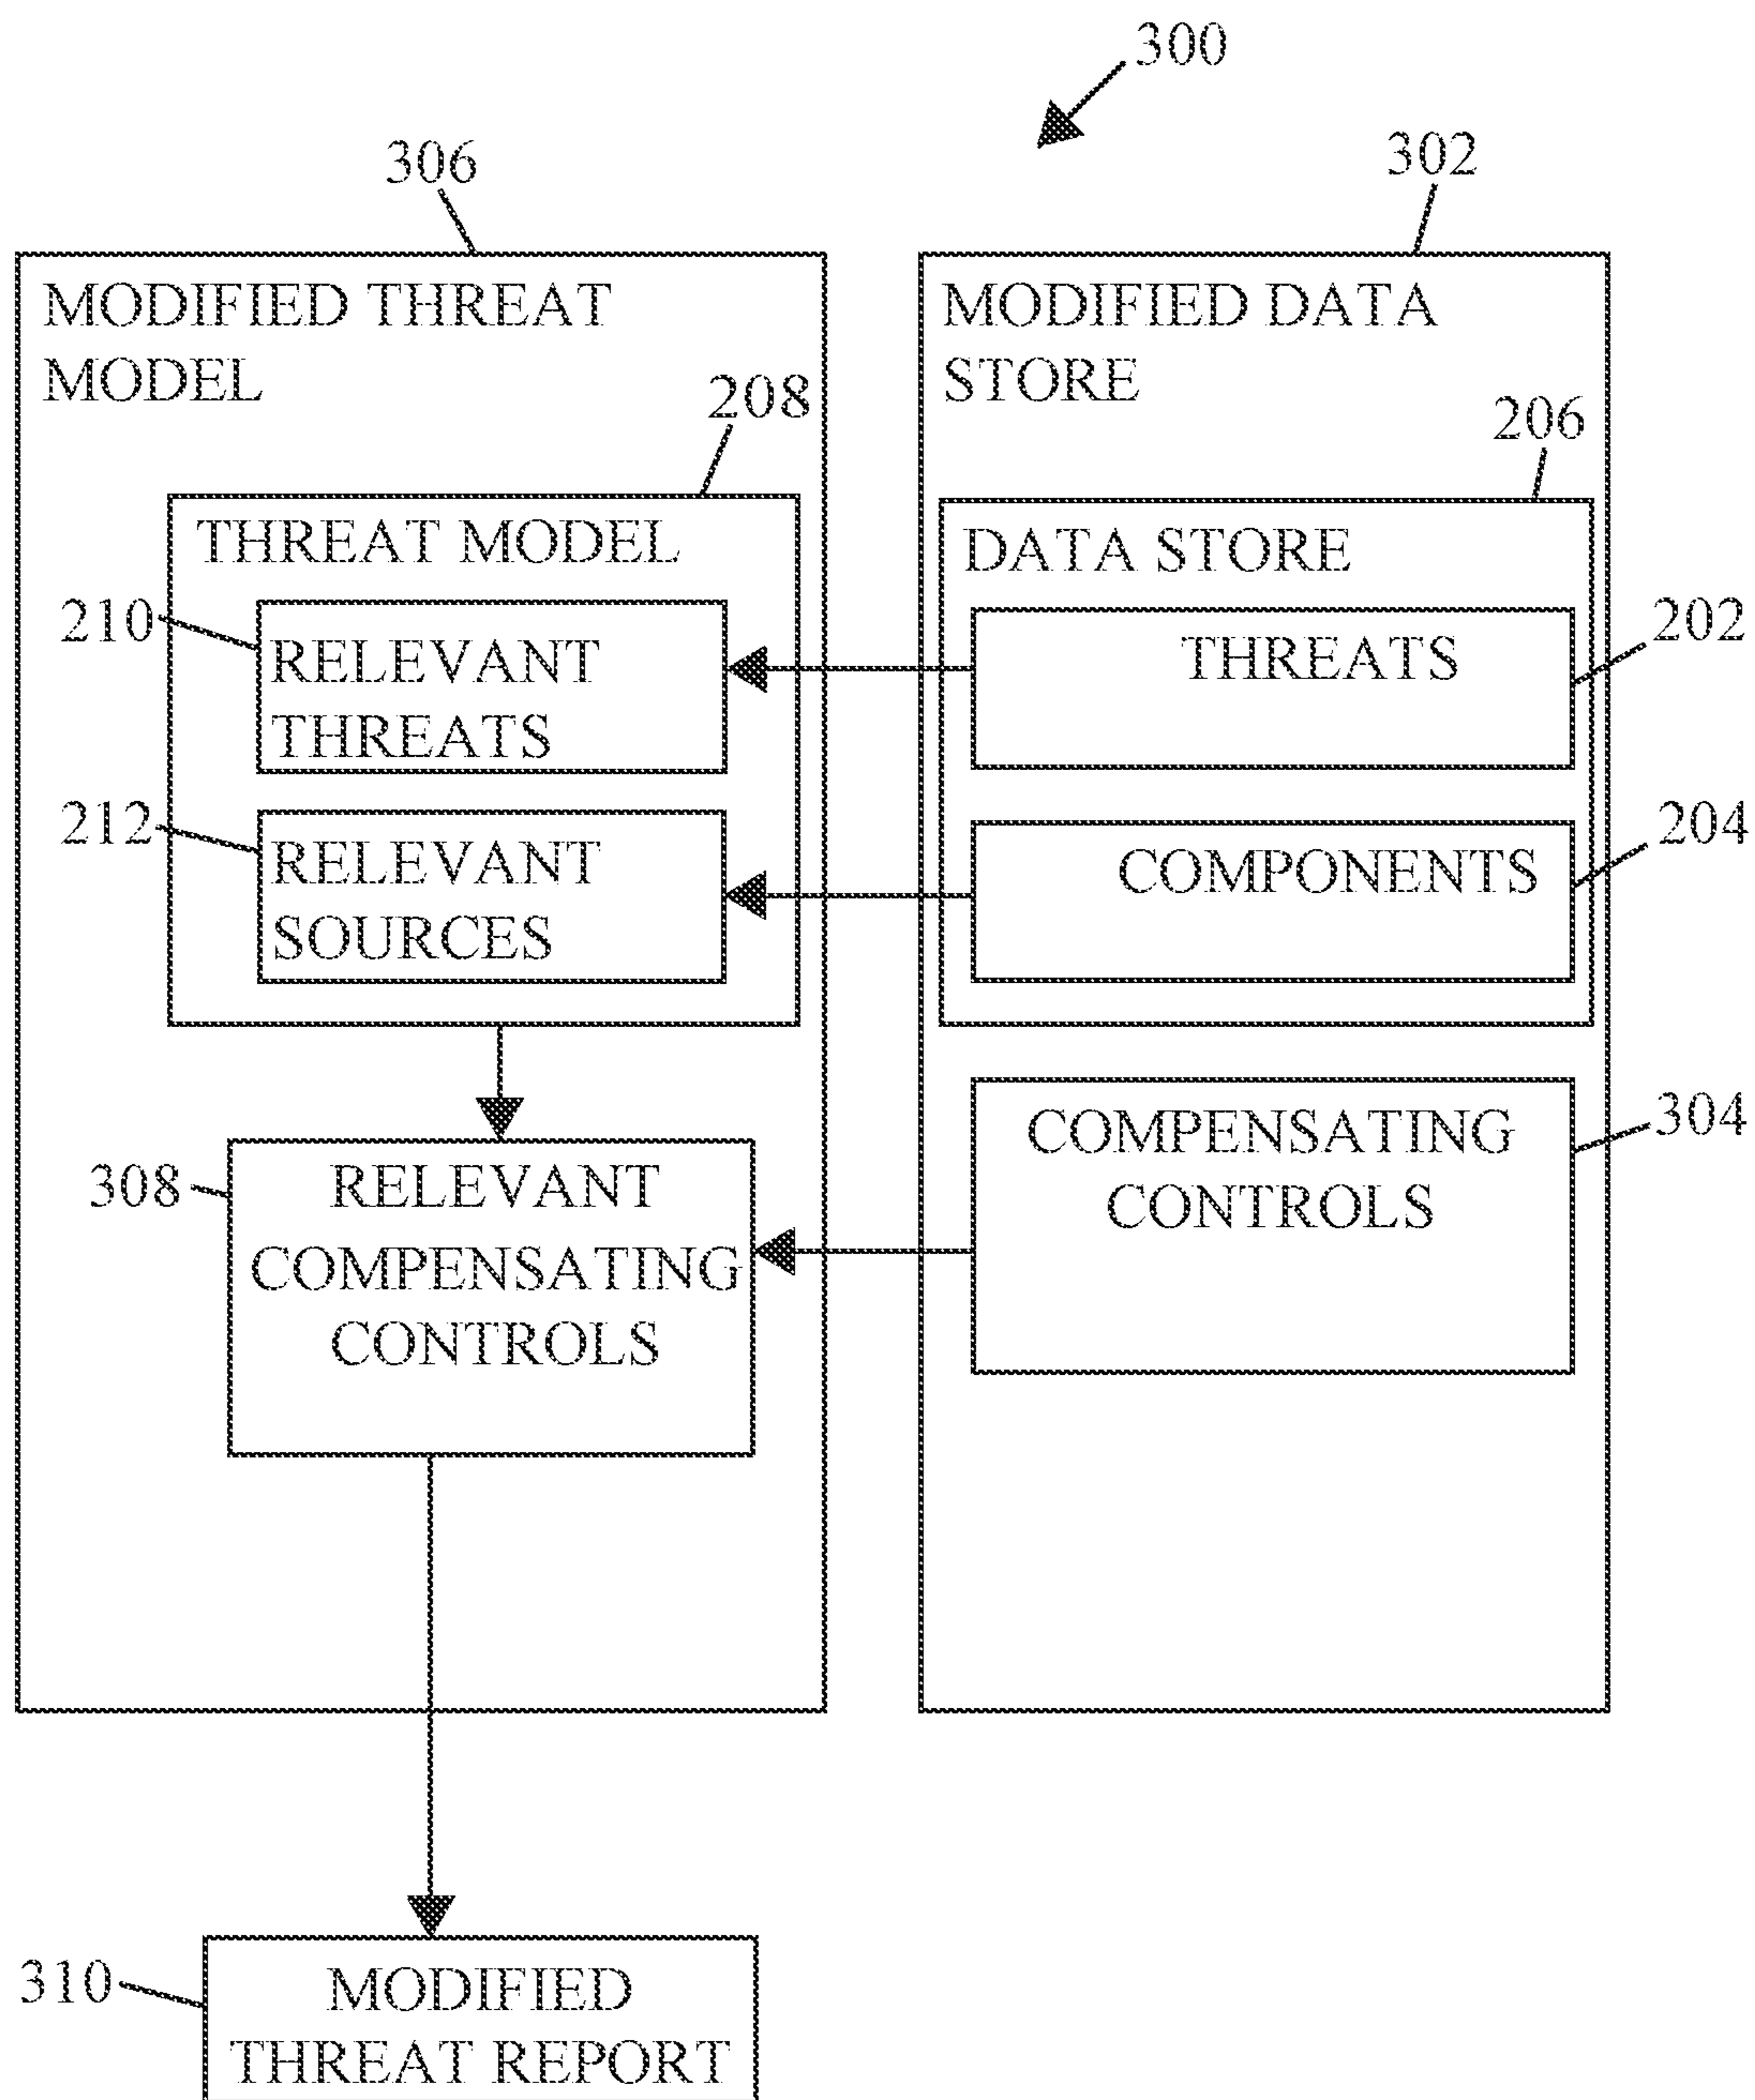 300
306
302
MODIFIED THREAT
MODEL
MODIFIED DATA
STORE
208
206
THREAT MODEL
DATA STORE
210
RELEVANT
THREATS
THREATS
202
212
RELEVANT
SOURCES
COMPONENTS
204
308
RELEVANT
COMPENSATING
CONTROLS
COMPENSATING
CONTROLS
304
310
MODIFIED
THREAT REPORT